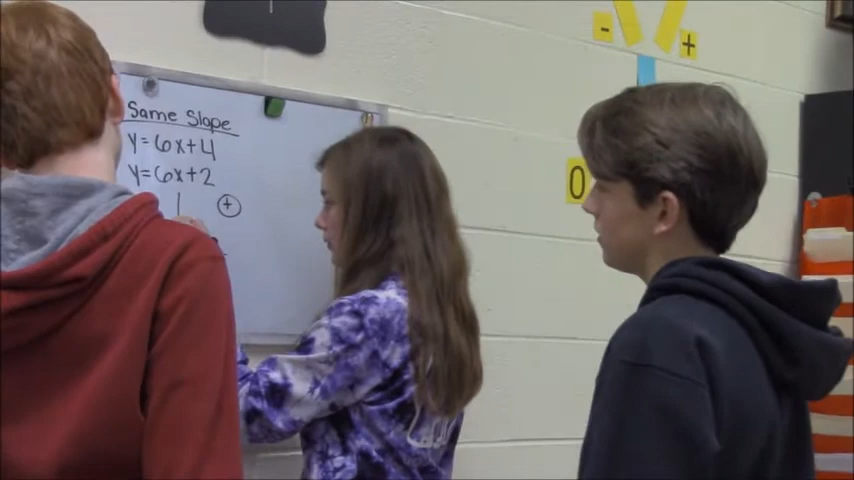 Same Slope
Y=6x+4
Y=6x+2
+
-
+
0